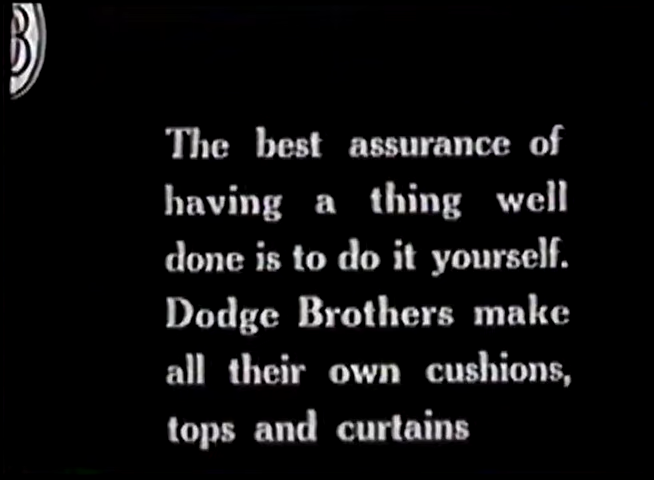 B
The best assurance of
having a thing well
done is to do it yourself.
Dodge Brothers make
all their own cushions,
tops and curtains